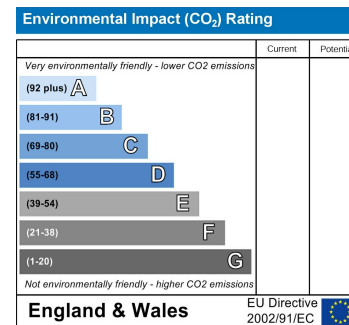 Environmental Impact (CO₂) Rating
Current Potentia
Very environmentally friendly - lower CO2 emissions
(92 plus) A
(81-91) B
(69-80) C
(55-68) D
(39-54) E
(21-38) F
(1-20) G
Not environmentally friendly - higher CO2 emissions
England & Wales
EU Directive
2002/91/EC